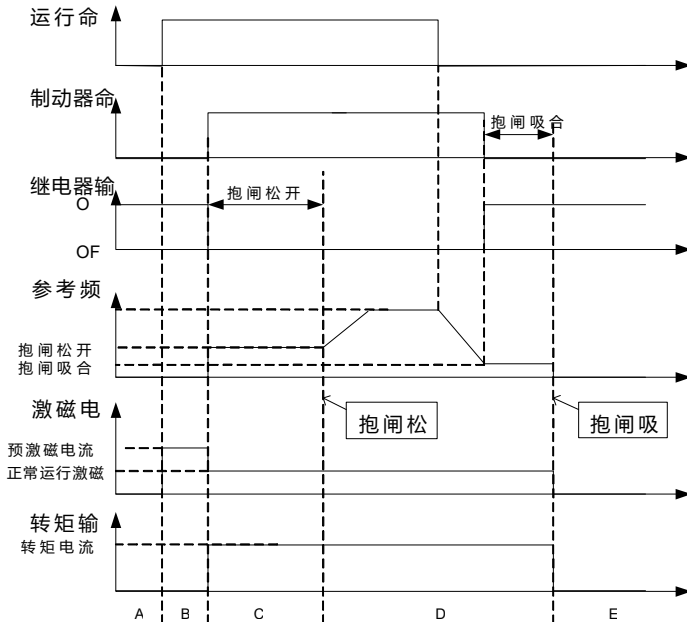 运行命
制动器命
抱闸吸合
继电器输
O
抱闸松开
OF
参考频
抱闸松开
抱闸吸合
激磁电
抱闸松
抱闸吸
预激磁电流
正常运行激磁
转矩输
转矩电流
A B C D E